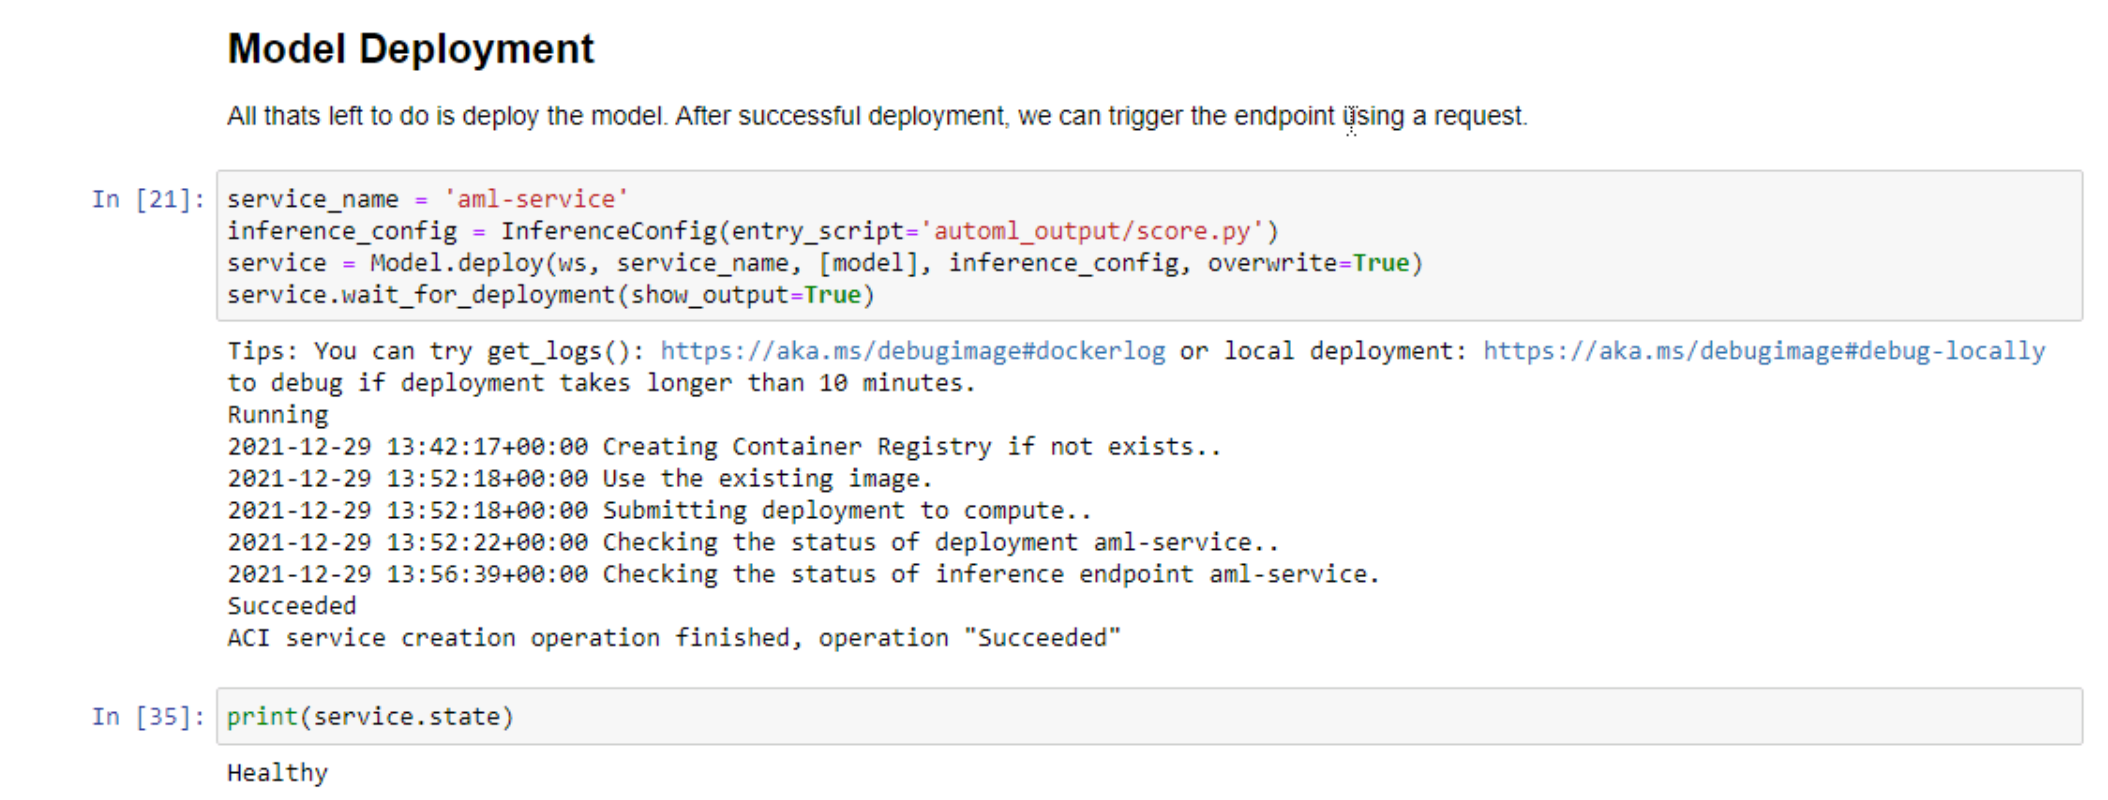 Model Deployment
All thats left to do is deploy the model. After successful deployment, we can trigger the endpoint using a request.
In [21]: service_name = 'aml-service'
inference_config = InferenceConfig(entry_script='automl_output/score.py')
service = Model.deploy(ws, service_name, [model], inference_config, overwrite=True)
service.wait_for_deployment(show_output=True)
Tips: You can try get_logs(): https://aka.ms/debugimage#dockerlog or local deployment: https://aka.ms/debugimage#debug-locally
to debug if deployment takes longer than 10 minutes.
Running
2021-12-29 13:42:17+00:00 Creating Container Registry if not exists..
2021-12-29 13:52:18+00:00 Use the existing image.
2021-12-29 13:52:18+00:00 Submitting deployment to compute..
2021-12-29 13:52:22+00:00 Checking the status of deployment aml-service..
2021-12-29 13:56:39+00:00 Checking the status of inference endpoint aml-service.
Succeeded
ACI service creation operation finished, operation "Succeeded"
In [35]: print(service.state)
Healthy